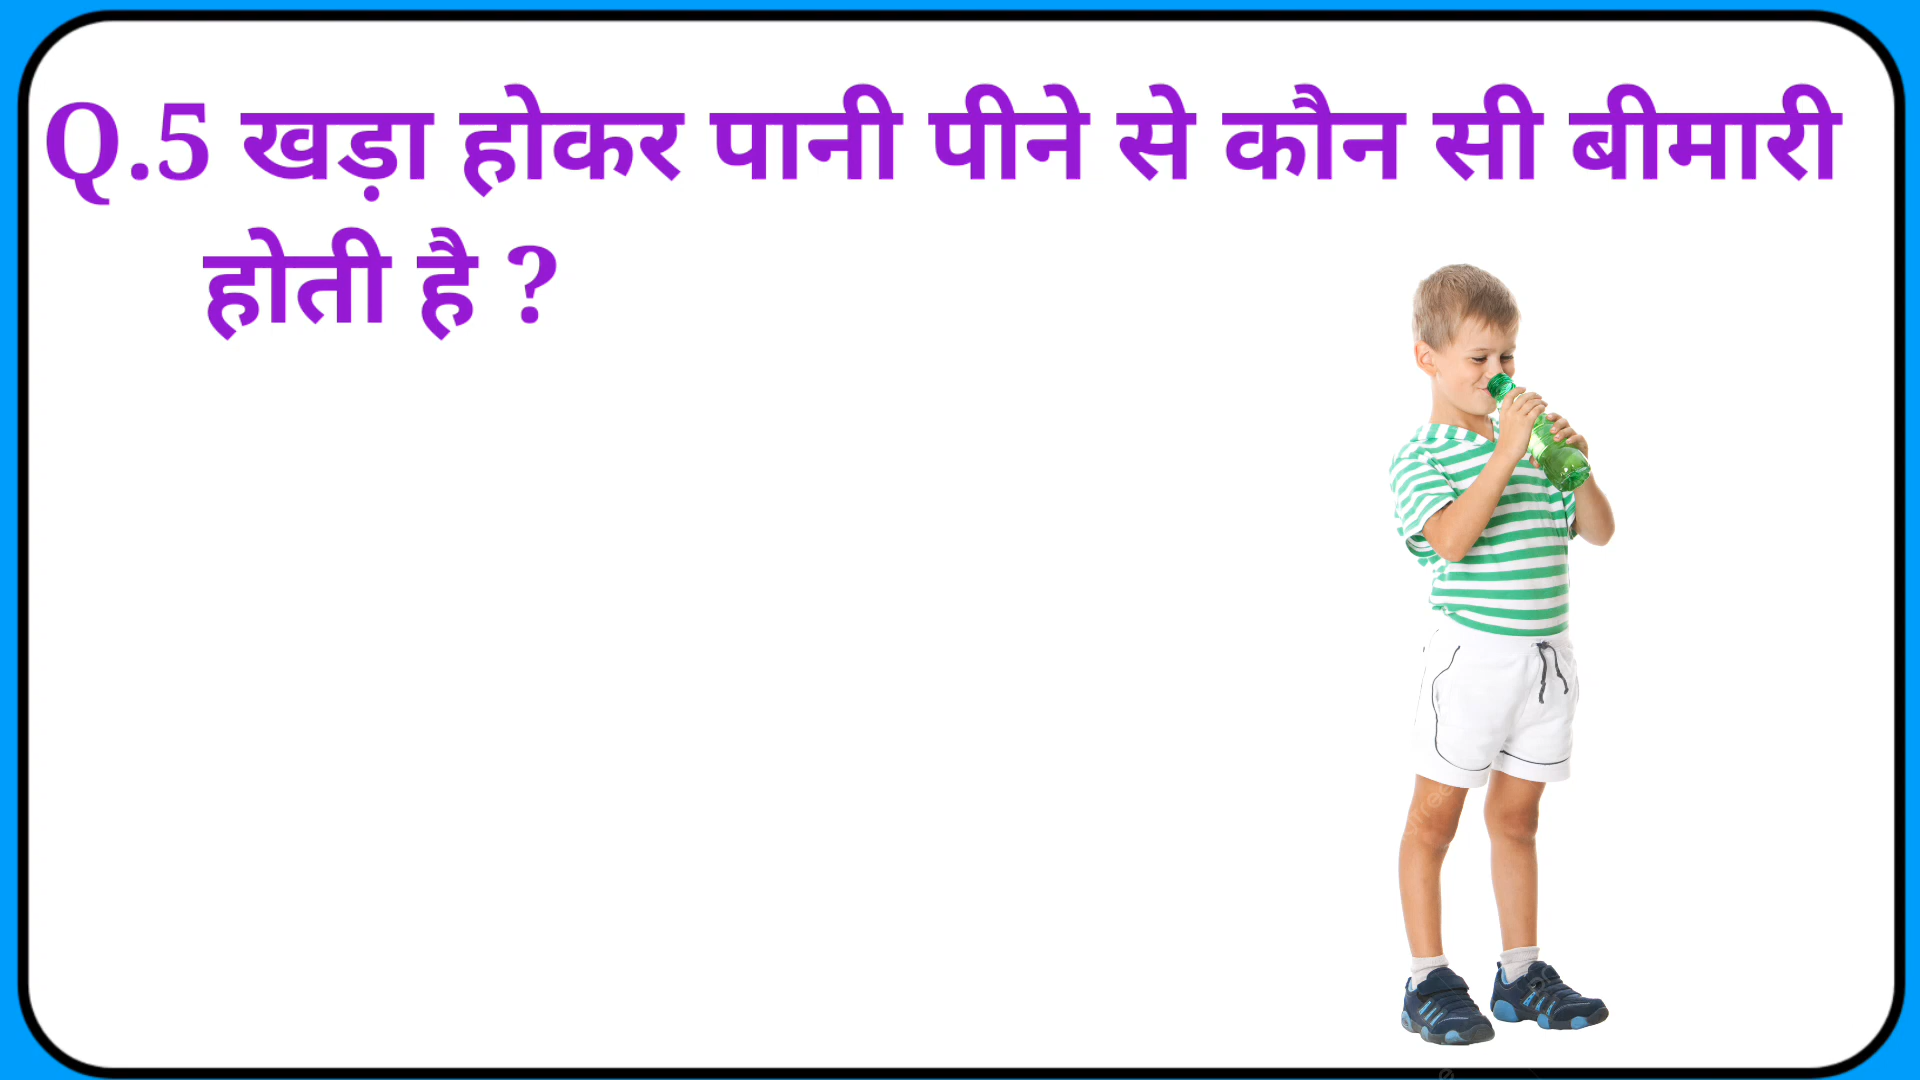 Q.5 खड़ा होकर पानी पीने से कौन सी बीमारी
होती है ?